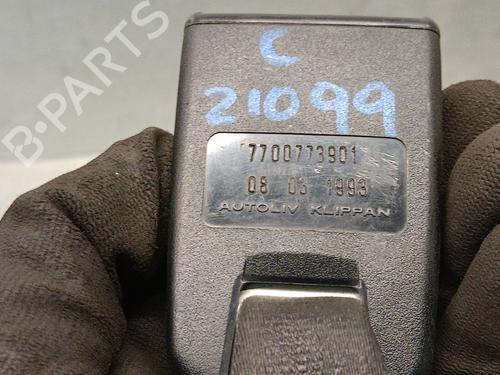 B-PARTS
C
21099
7700773901
08 03 1993
AUTOLIV KLIPPAN